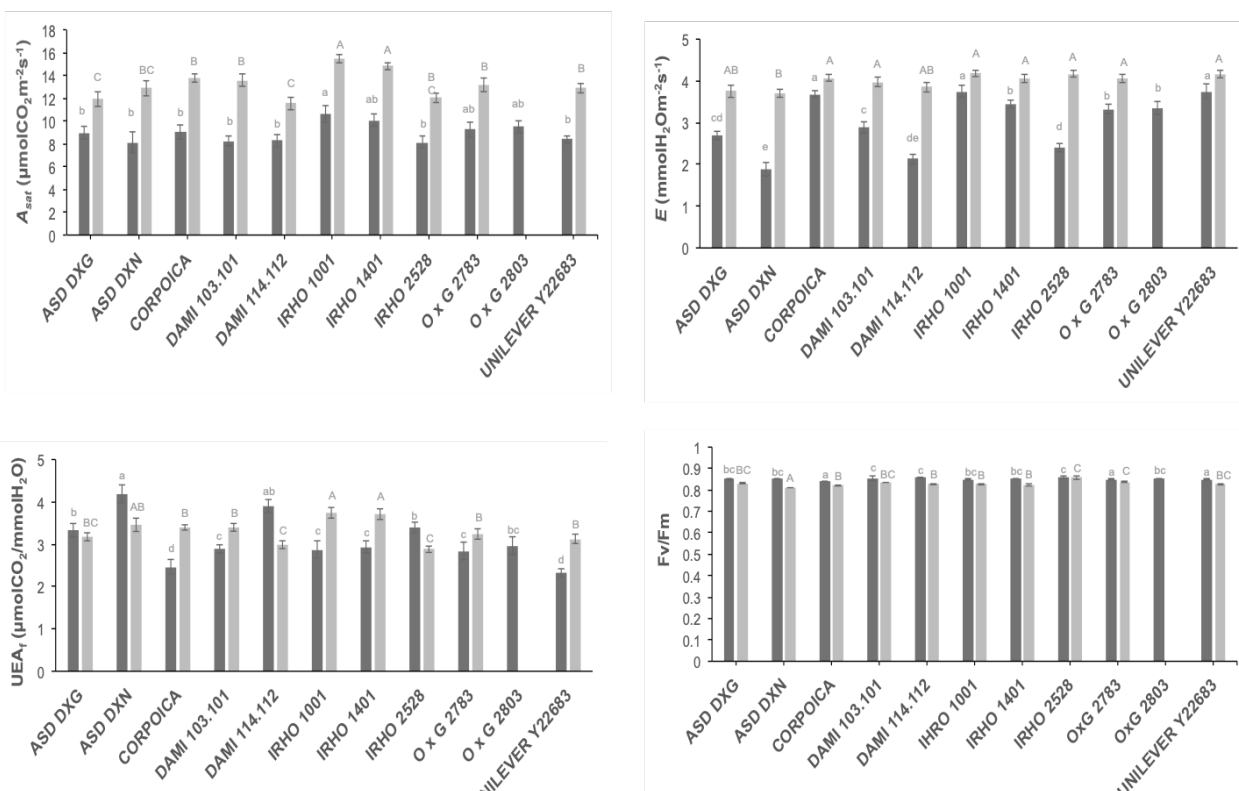 A_sat (µmolCO₂m⁻²s⁻¹)
18
16
14
12
10
8
6
4
2
0
b C b BC b B b B b C a A ab A b B C ab B ab b B
ASD DXG
ASD DXN
CORPOICA
DAMI 103.101
DAMI 114.112
IRHO 1001
IRHO 1401
IRHO 2528
O x G 2783
O x G 2803
UNILEVER Y22683
E (mmolH₂Om⁻²s⁻¹)
5
4
3
2
1
0
cd AB e B a A c A de AB a A b A d A b A b a A
ASD DXG
ASD DXN
CORPOICA
DAMI 103.101
DAMI 114.112
IRHO 1001
IRHO 1401
IRHO 2528
O x G 2783
O x G 2803
UNILEVER Y22683
UEA_f (µmolCO₂/mmolH₂O)
5
4
3
2
1
0
b BC a AB d B c B ab C c A c A b C c B bc d B
ASD DXG
ASD DXN
CORPOICA
DAMI 103.101
DAMI 114.112
IRHO 1001
IRHO 1401
IRHO 2528
O x G 2783
O x G 2803
NILEVER Y22683
Fv/Fm
1
0.9
0.8
0.7
0.6
0.5
0.4
0.3
0.2
0.1
0
bc BC bc A a B c BC c B bc B bc B c C a C bc a BC
ASD DXG
ASD DXN
CORPOICA
DAMI 103.101
DAMI 114.112
IHRO 1001
IRHO 1401
IRHO 2528
OxG 2783
OxG 2803
UNILEVER Y22683